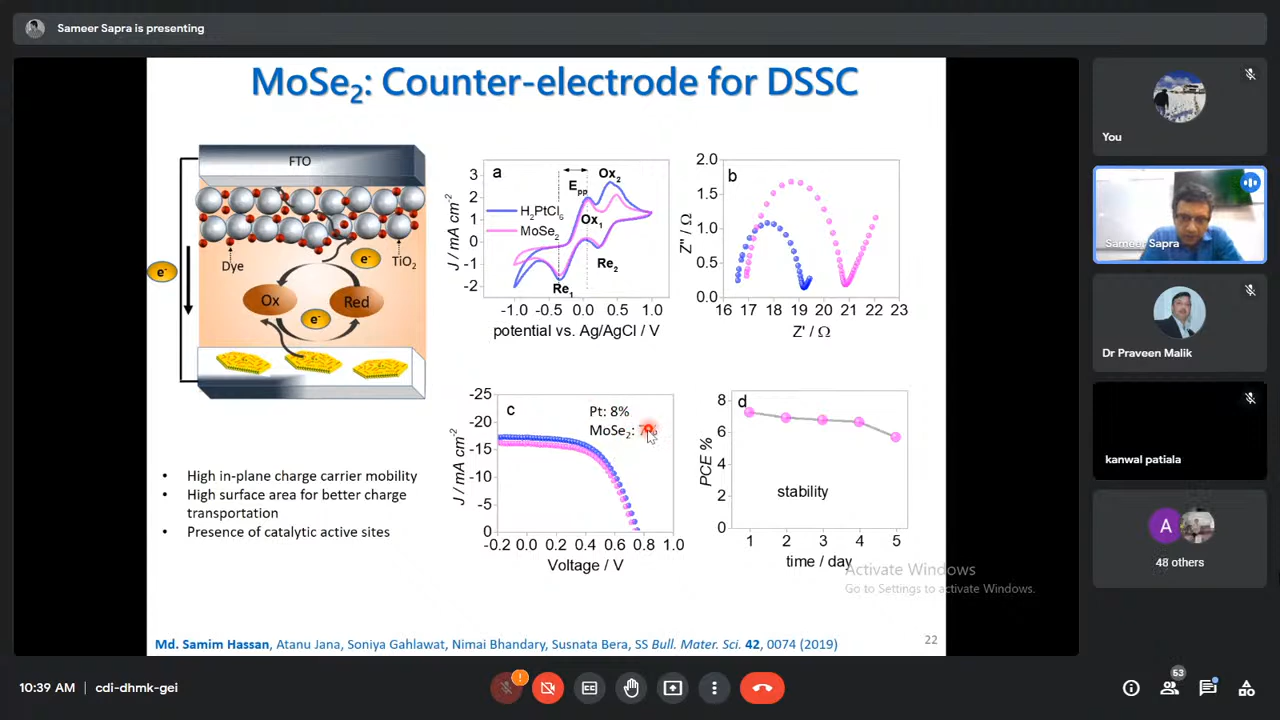 Sameer Sapra is presenting
MoSe₂: Counter-electrode for DSSC
FTO
Dye
TiO₂
e⁻
e⁻
Ox
Red
e⁻
a
3
2
1
0
-1
-2
J / mA cm⁻²
H₂PtCl₆
MoSe₂
Eₚₚ
Ox₂
Ox₁
Re₂
Re₁
-1.0 -0.5 0.0 0.5 1.0
potential vs. Ag/AgCl / V
b
2.0
1.5
1.0
0.5
0.0
Z" / Ω
16 17 18 19 20 21 22 23
Z' / Ω
c
-25
-20
-15
-10
-5
0
J / mA cm⁻²
Pt: 8%
MoSe₂:
-0.2 0.0 0.2 0.4 0.6 0.8 1.0
Voltage / V
d
8
6
4
2
0
PCE %
stability
1 2 3 4 5
time / day
• High in-plane charge carrier mobility
• High surface area for better charge
transportation
• Presence of catalytic active sites
Activate Windows
Go to Settings to activate Windows.
Md. Samim Hassan, Atanu Jana, Soniya Gahlawat, Nimai Bhandary, Susnata Bera, SS Bull. Mater. Sci. 42, 0074 (2019)
22
You
Sameer Sapra
Dr Praveen Malik
kanwal patiala
A
48 others
10:39 AM | cdi-dhmk-gei
53